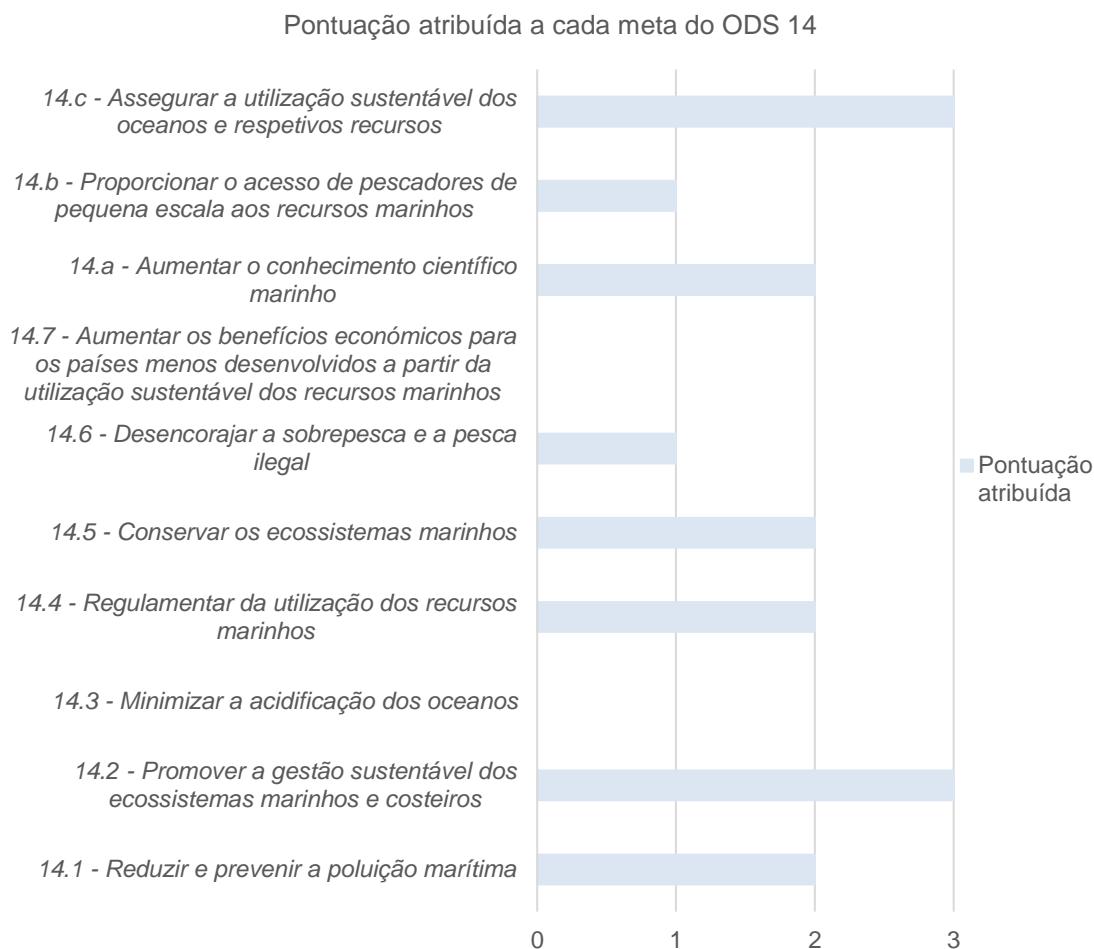 Pontuação atribuída a cada meta do ODS 14
14.c - Assegurar a utilização sustentável dos
oceanos e respetivos recursos
14.b - Proporcionar o acesso de pescadores de
pequena escala aos recursos marinhos
14.a - Aumentar o conhecimento científico
marinho
14.7 - Aumentar os benefícios económicos para
os países menos desenvolvidos a partir da
utilização sustentável dos recursos marinhos
14.6 - Desencorajar a sobrepesca e a pesca
ilegal
14.5 - Conservar os ecossistemas marinhos
14.4 - Regulamentar da utilização dos recursos
marinhos
14.3 - Minimizar a acidificação dos oceanos
14.2 - Promover a gestão sustentável dos
ecossistemas marinhos e costeiros
14.1 - Reduzir e prevenir a poluição marítima
0 1 2 3
Pontuação
atribuída